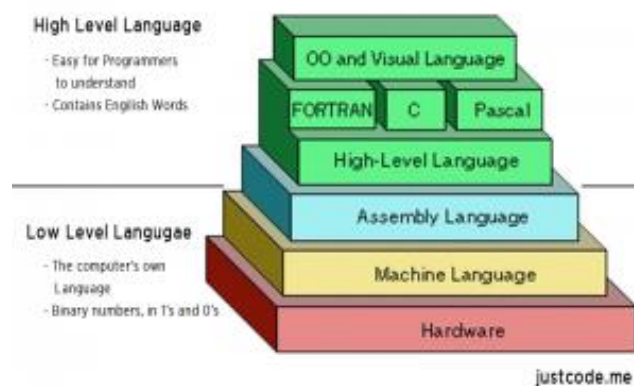 High Level Language
- Easy for Programmers
to understand
- Contains English Words
OO and Visual Language
FORTRAN
C
Pascal
High-Level Language
Assembly Language
Low Level Langugae
- The computer's own
Language
- Binary numbers, in 1's and 0's
Machine Language
Hardware
justcode.me